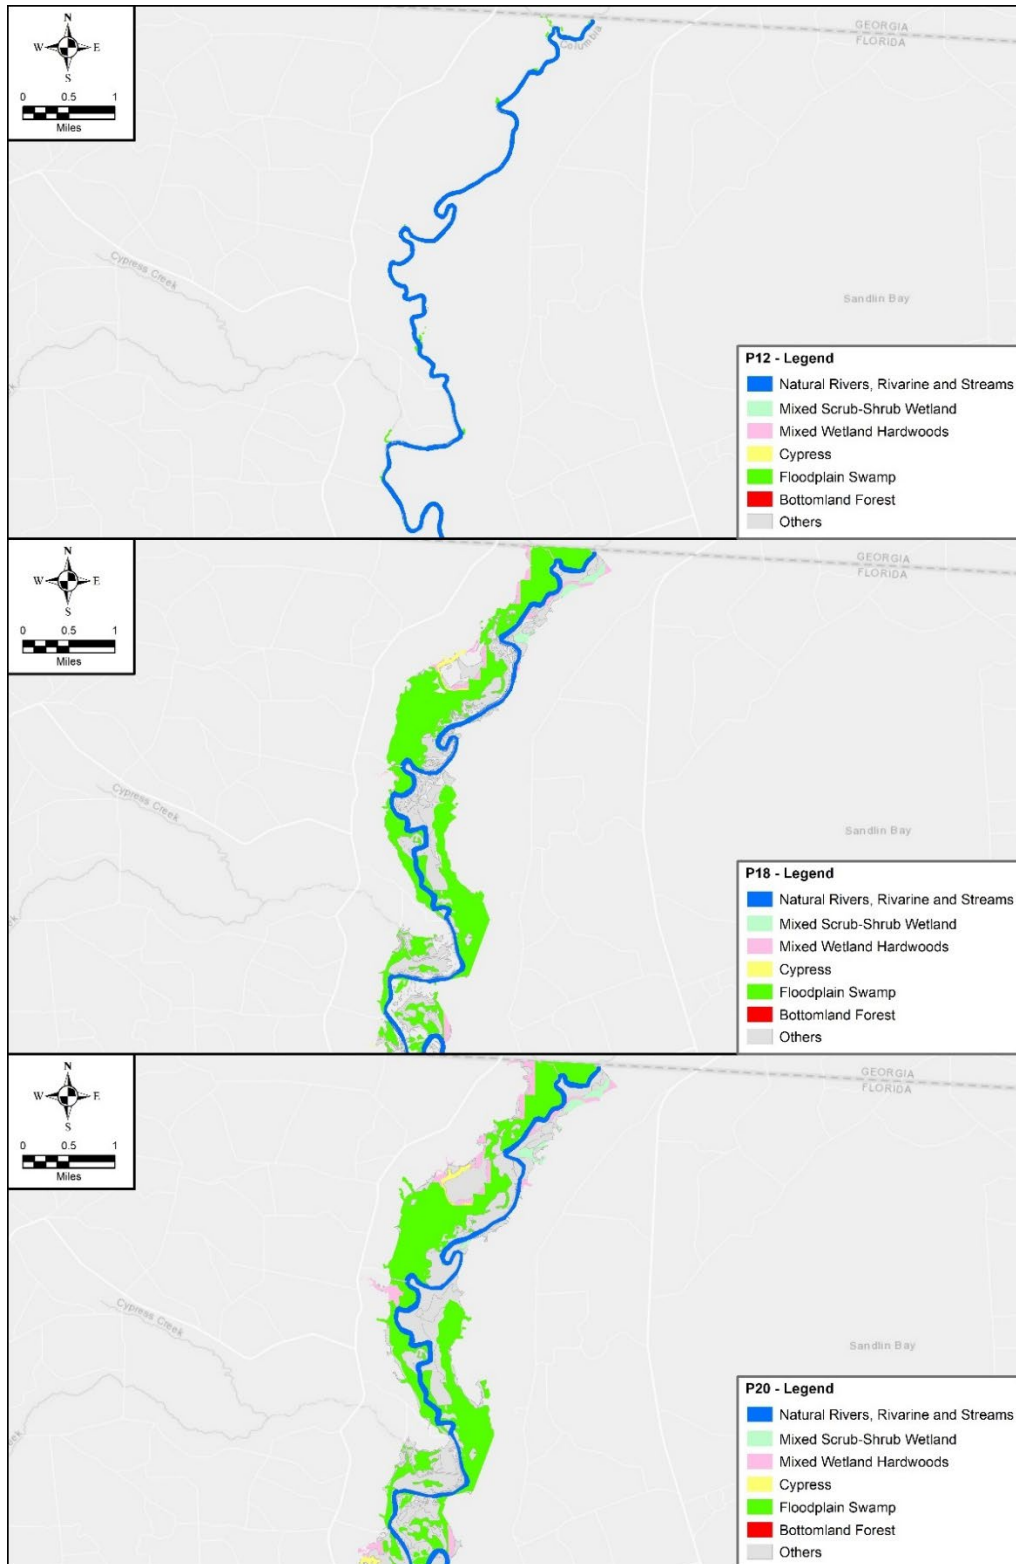 N
W E
S
0 0.5 1
Miles
GEORGIA
FLORIDA
Columbia
Cypress Creek
Sandlin Bay
P12 - Legend
Natural Rivers, Rivarine and Streams
Mixed Scrub-Shrub Wetland
Mixed Wetland Hardwoods
Cypress
Floodplain Swamp
Bottomland Forest
Others
N
W E
S
0 0.5 1
Miles
GEORGIA
FLORIDA
Cypress Creek
Sandlin Bay
P18 - Legend
Natural Rivers, Rivarine and Streams
Mixed Scrub-Shrub Wetland
Mixed Wetland Hardwoods
Cypress
Floodplain Swamp
Bottomland Forest
Others
N
W E
S
0 0.5 1
Miles
GEORGIA
FLORIDA
Cypress Creek
Sandlin Bay
P20 - Legend
Natural Rivers, Rivarine and Streams
Mixed Scrub-Shrub Wetland
Mixed Wetland Hardwoods
Cypress
Floodplain Swamp
Bottomland Forest
Others